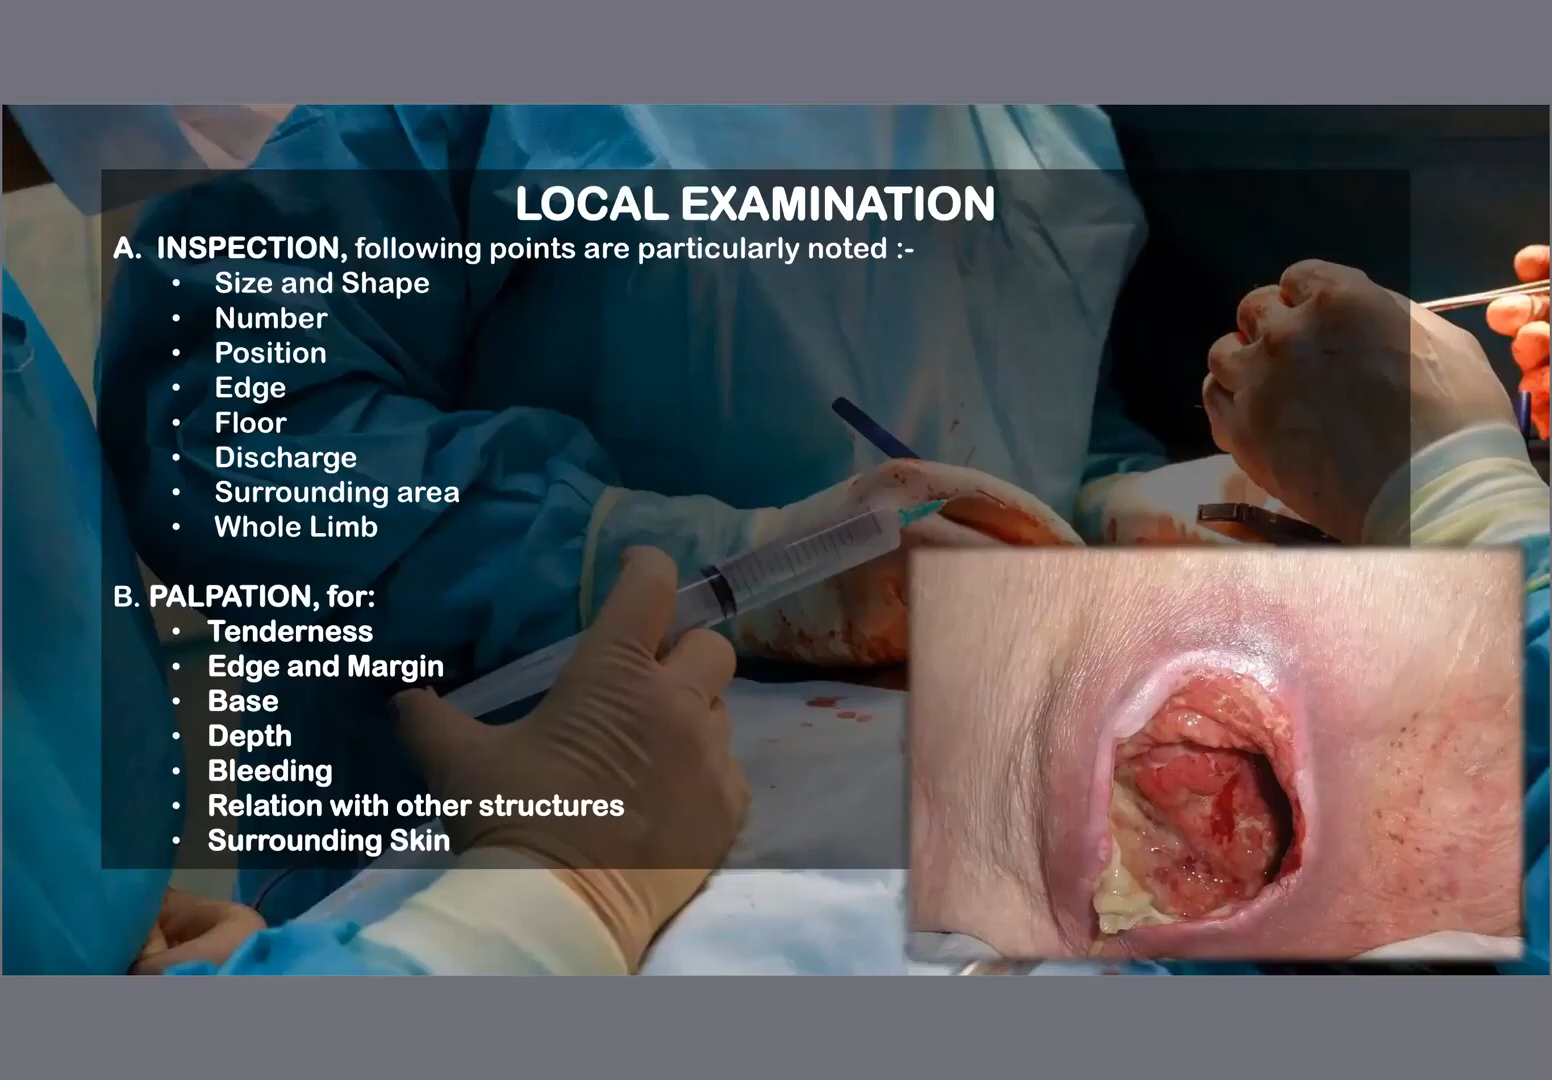 LOCAL EXAMINATION
A. INSPECTION, following points are particularly noted :-
• Size and Shape
• Number
• Position
• Edge
• Floor
• Discharge
• Surrounding area
• Whole Limb
B. PALPATION, for:
• Tenderness
• Edge and Margin
• Base
• Depth
• Bleeding
• Relation with other structures
• Surrounding Skin